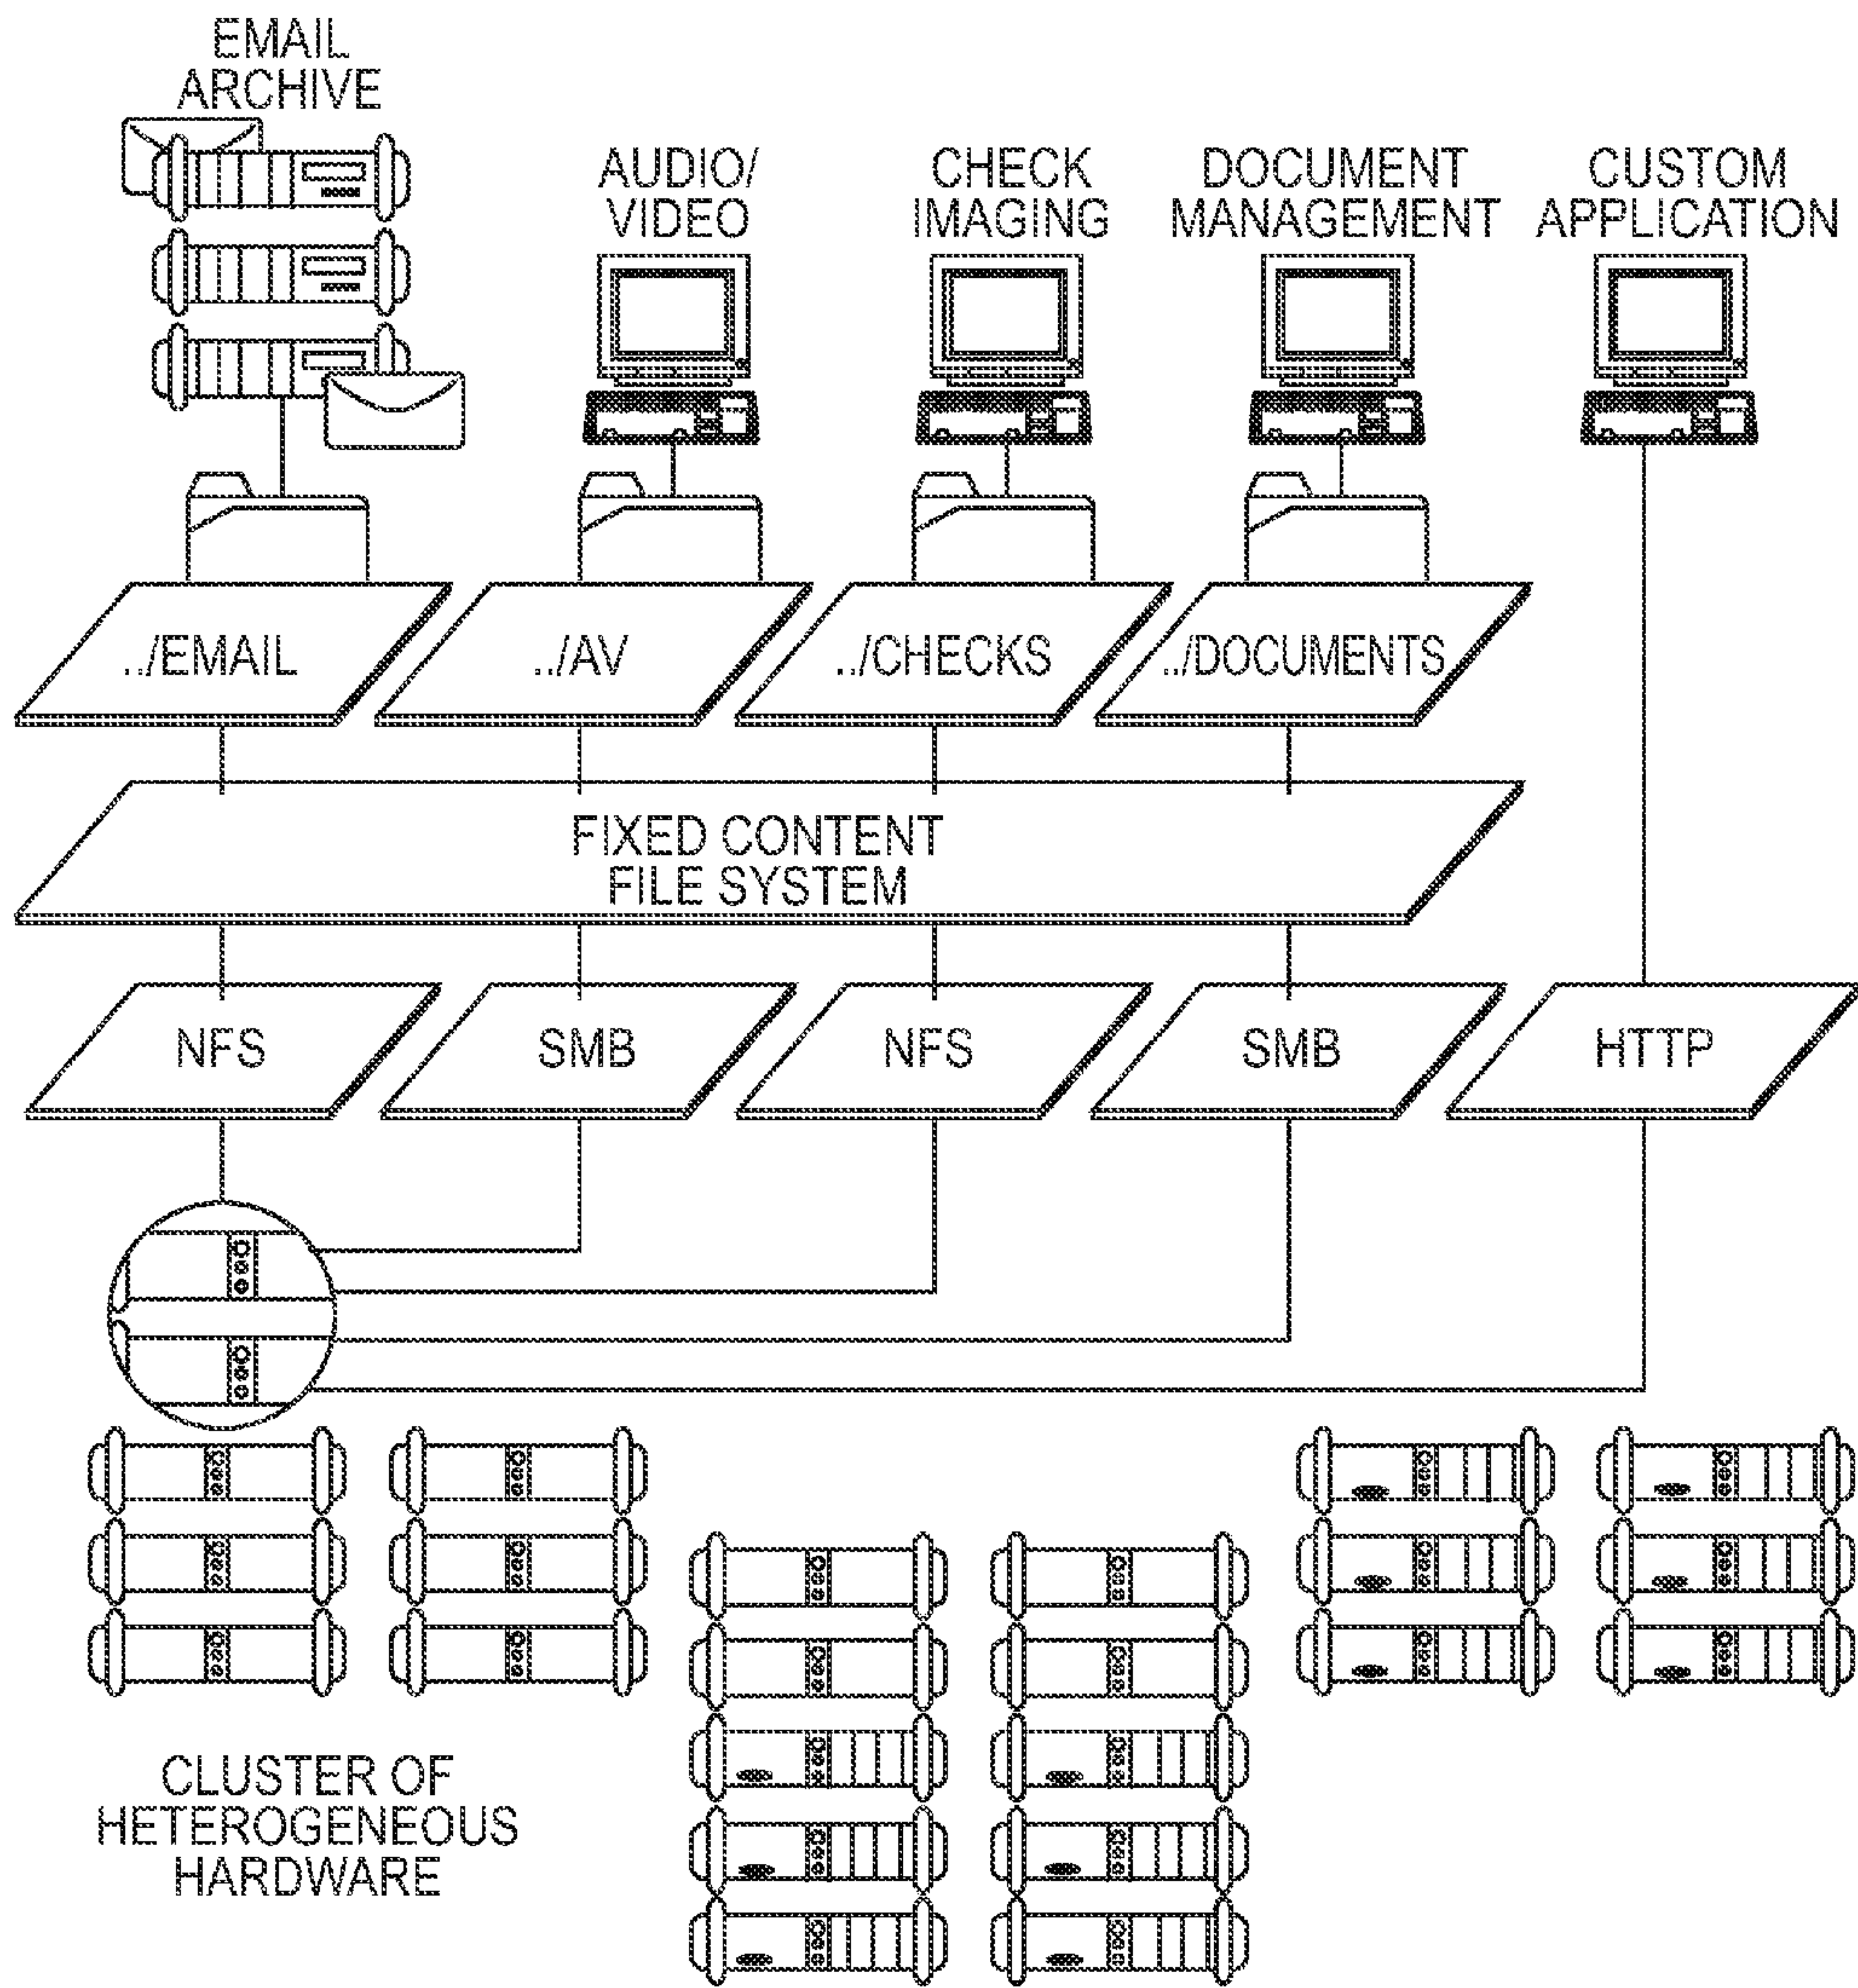 EMAIL
ARCHIVE
AUDIO/
VIDEO
CHECK
IMAGING
DOCUMENT
MANAGEMENT
CUSTOM
APPLICATION
../EMAIL
../AV
../CHECKS
../DOCUMENTS
FIXED CONTENT
FILE SYSTEM
NFS
SMB
NFS
SMB
HTTP
CLUSTER OF
HETEROGENEOUS
HARDWARE